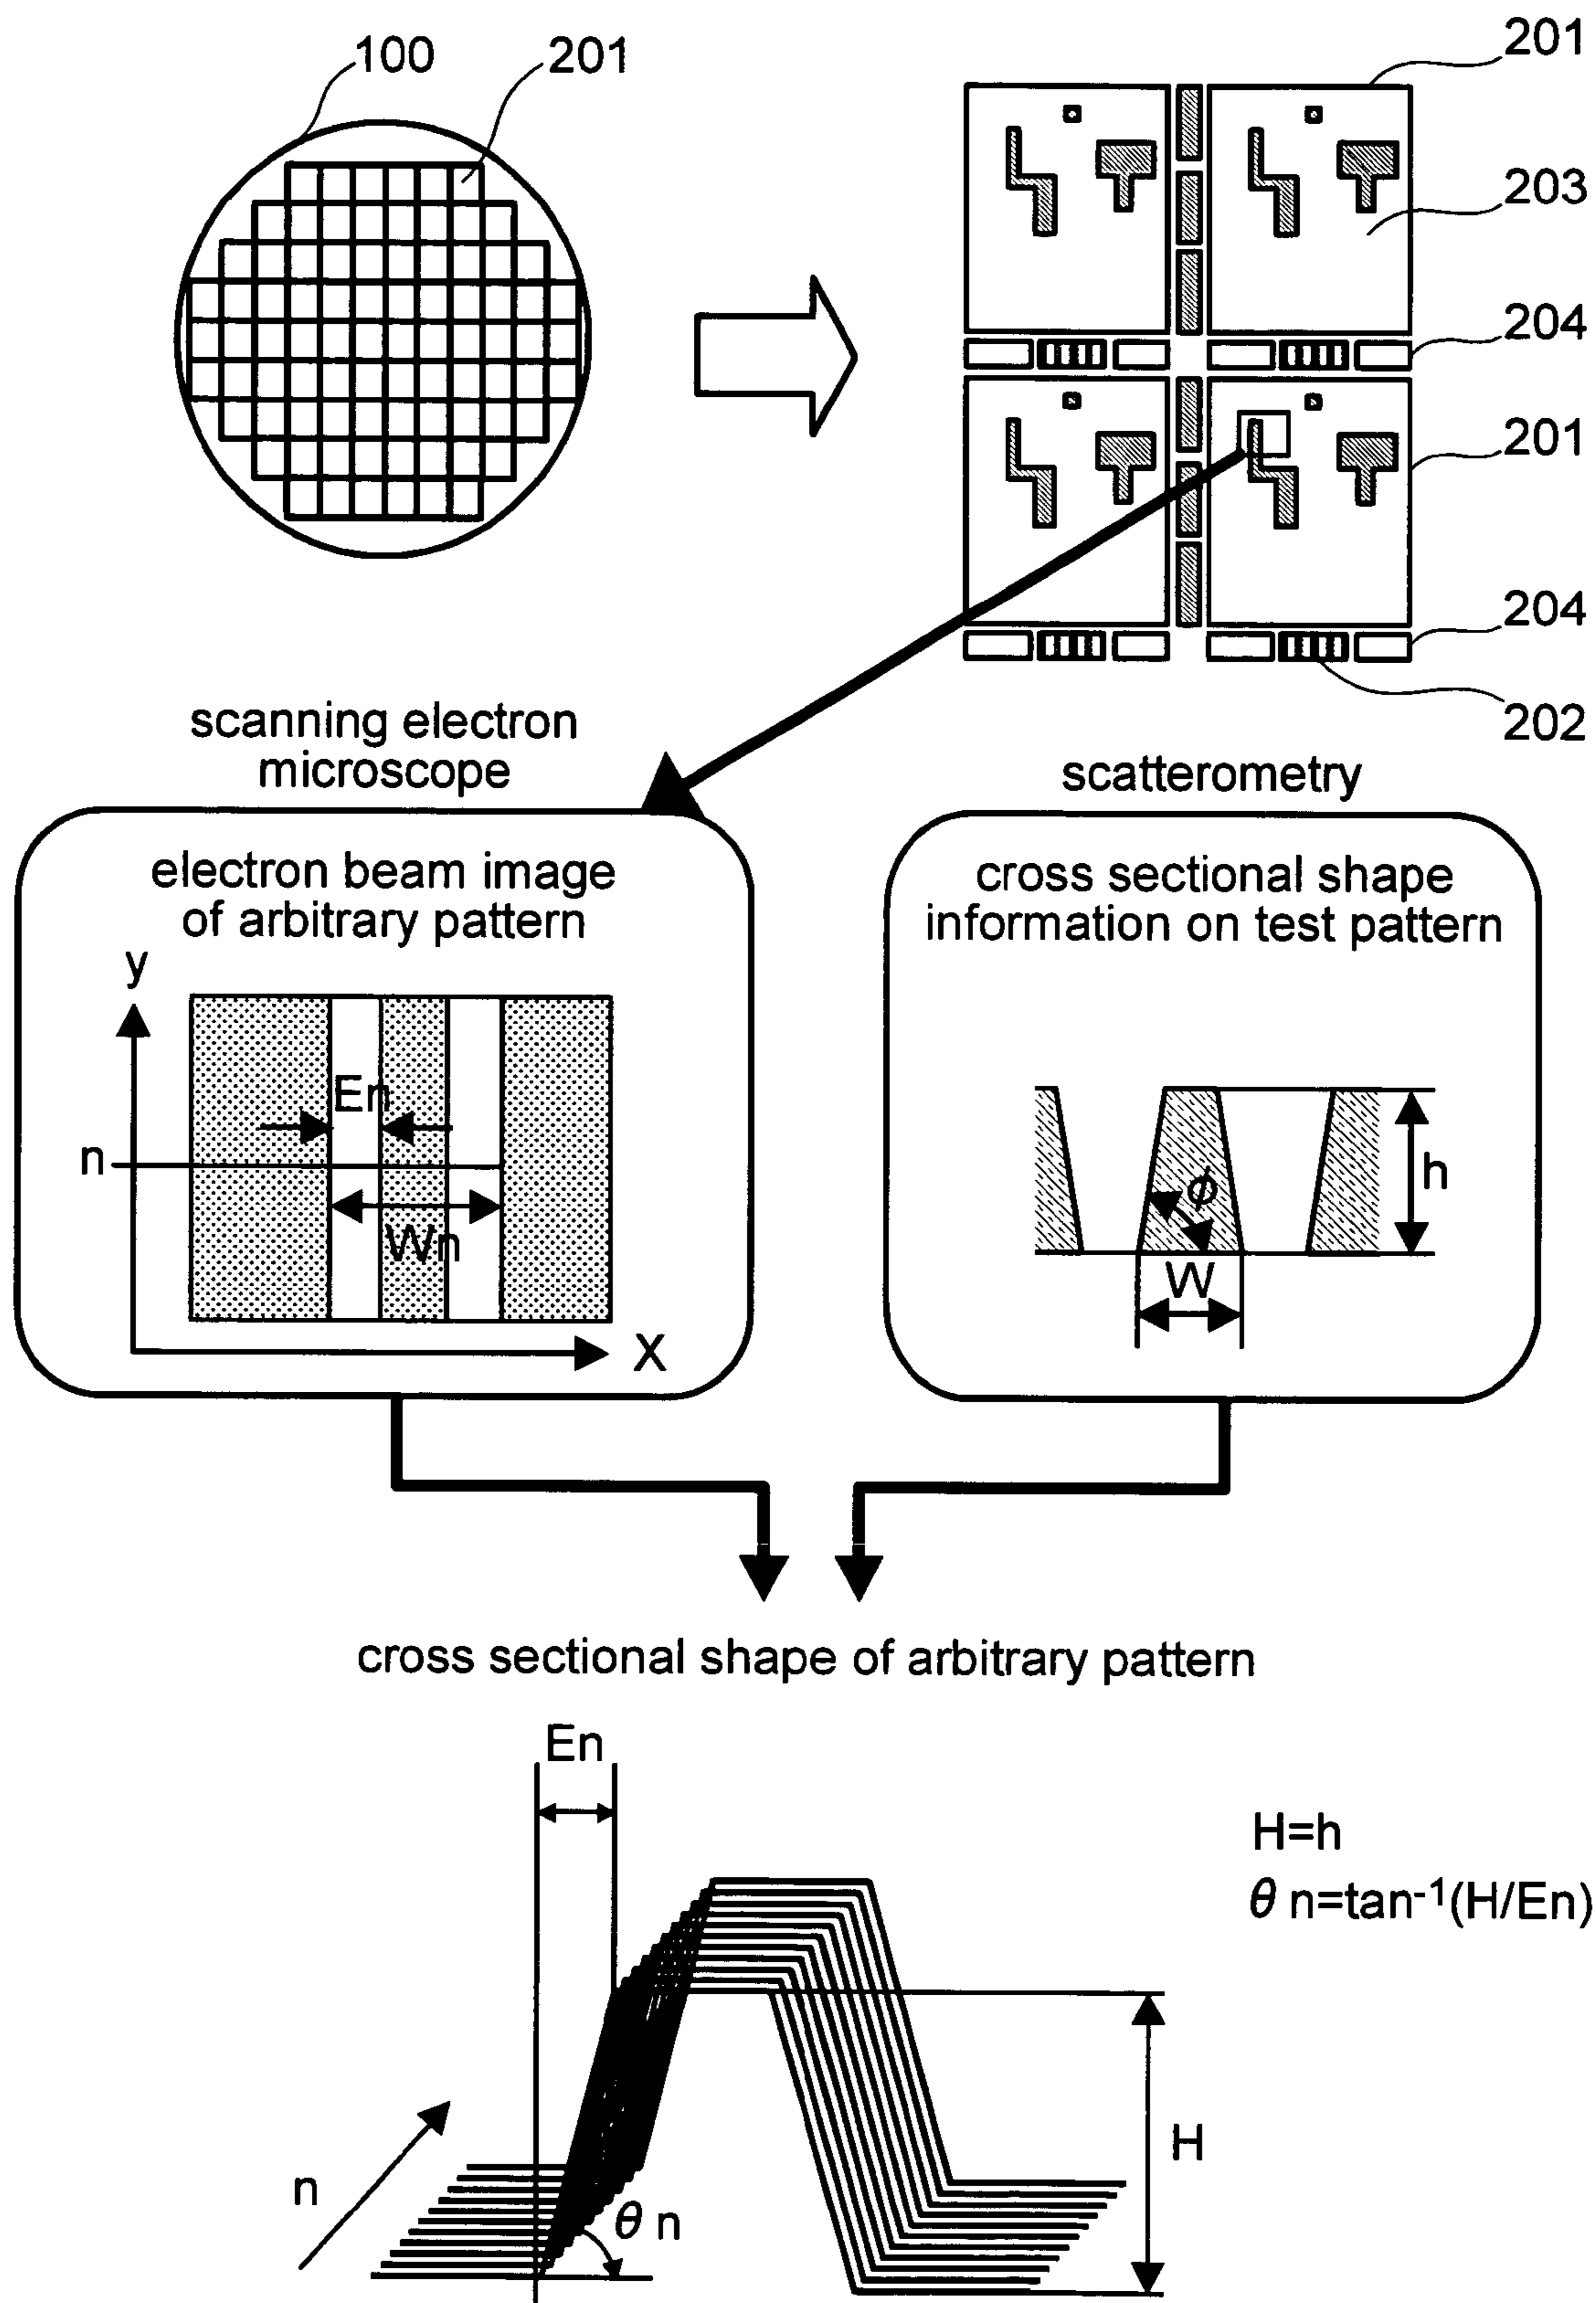 100
201
201
203
204
201
204
202
scanning electron
microscope
scatterometry
electron beam image
of arbitrary pattern
cross sectional shape
information on test pattern
y
En
n
Wn
X
ϕ
h
W
cross sectional shape of arbitrary pattern
En
H=h
θ n=tan⁻¹(H/En)
H
n
θ n